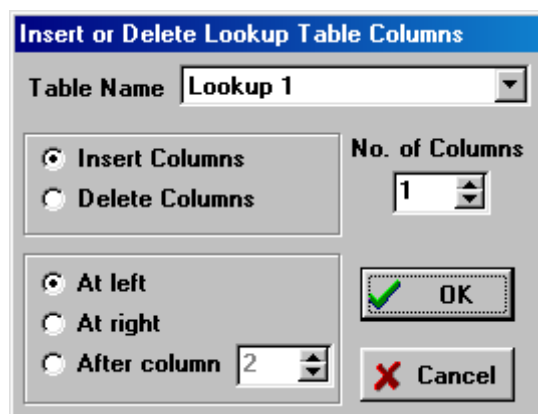 Insert or Delete Lookup Table Columns
Table Name Lookup 1
Insert Columns
Delete Columns
No. of Columns
1
At left
At right
After column 2
OK
Cancel